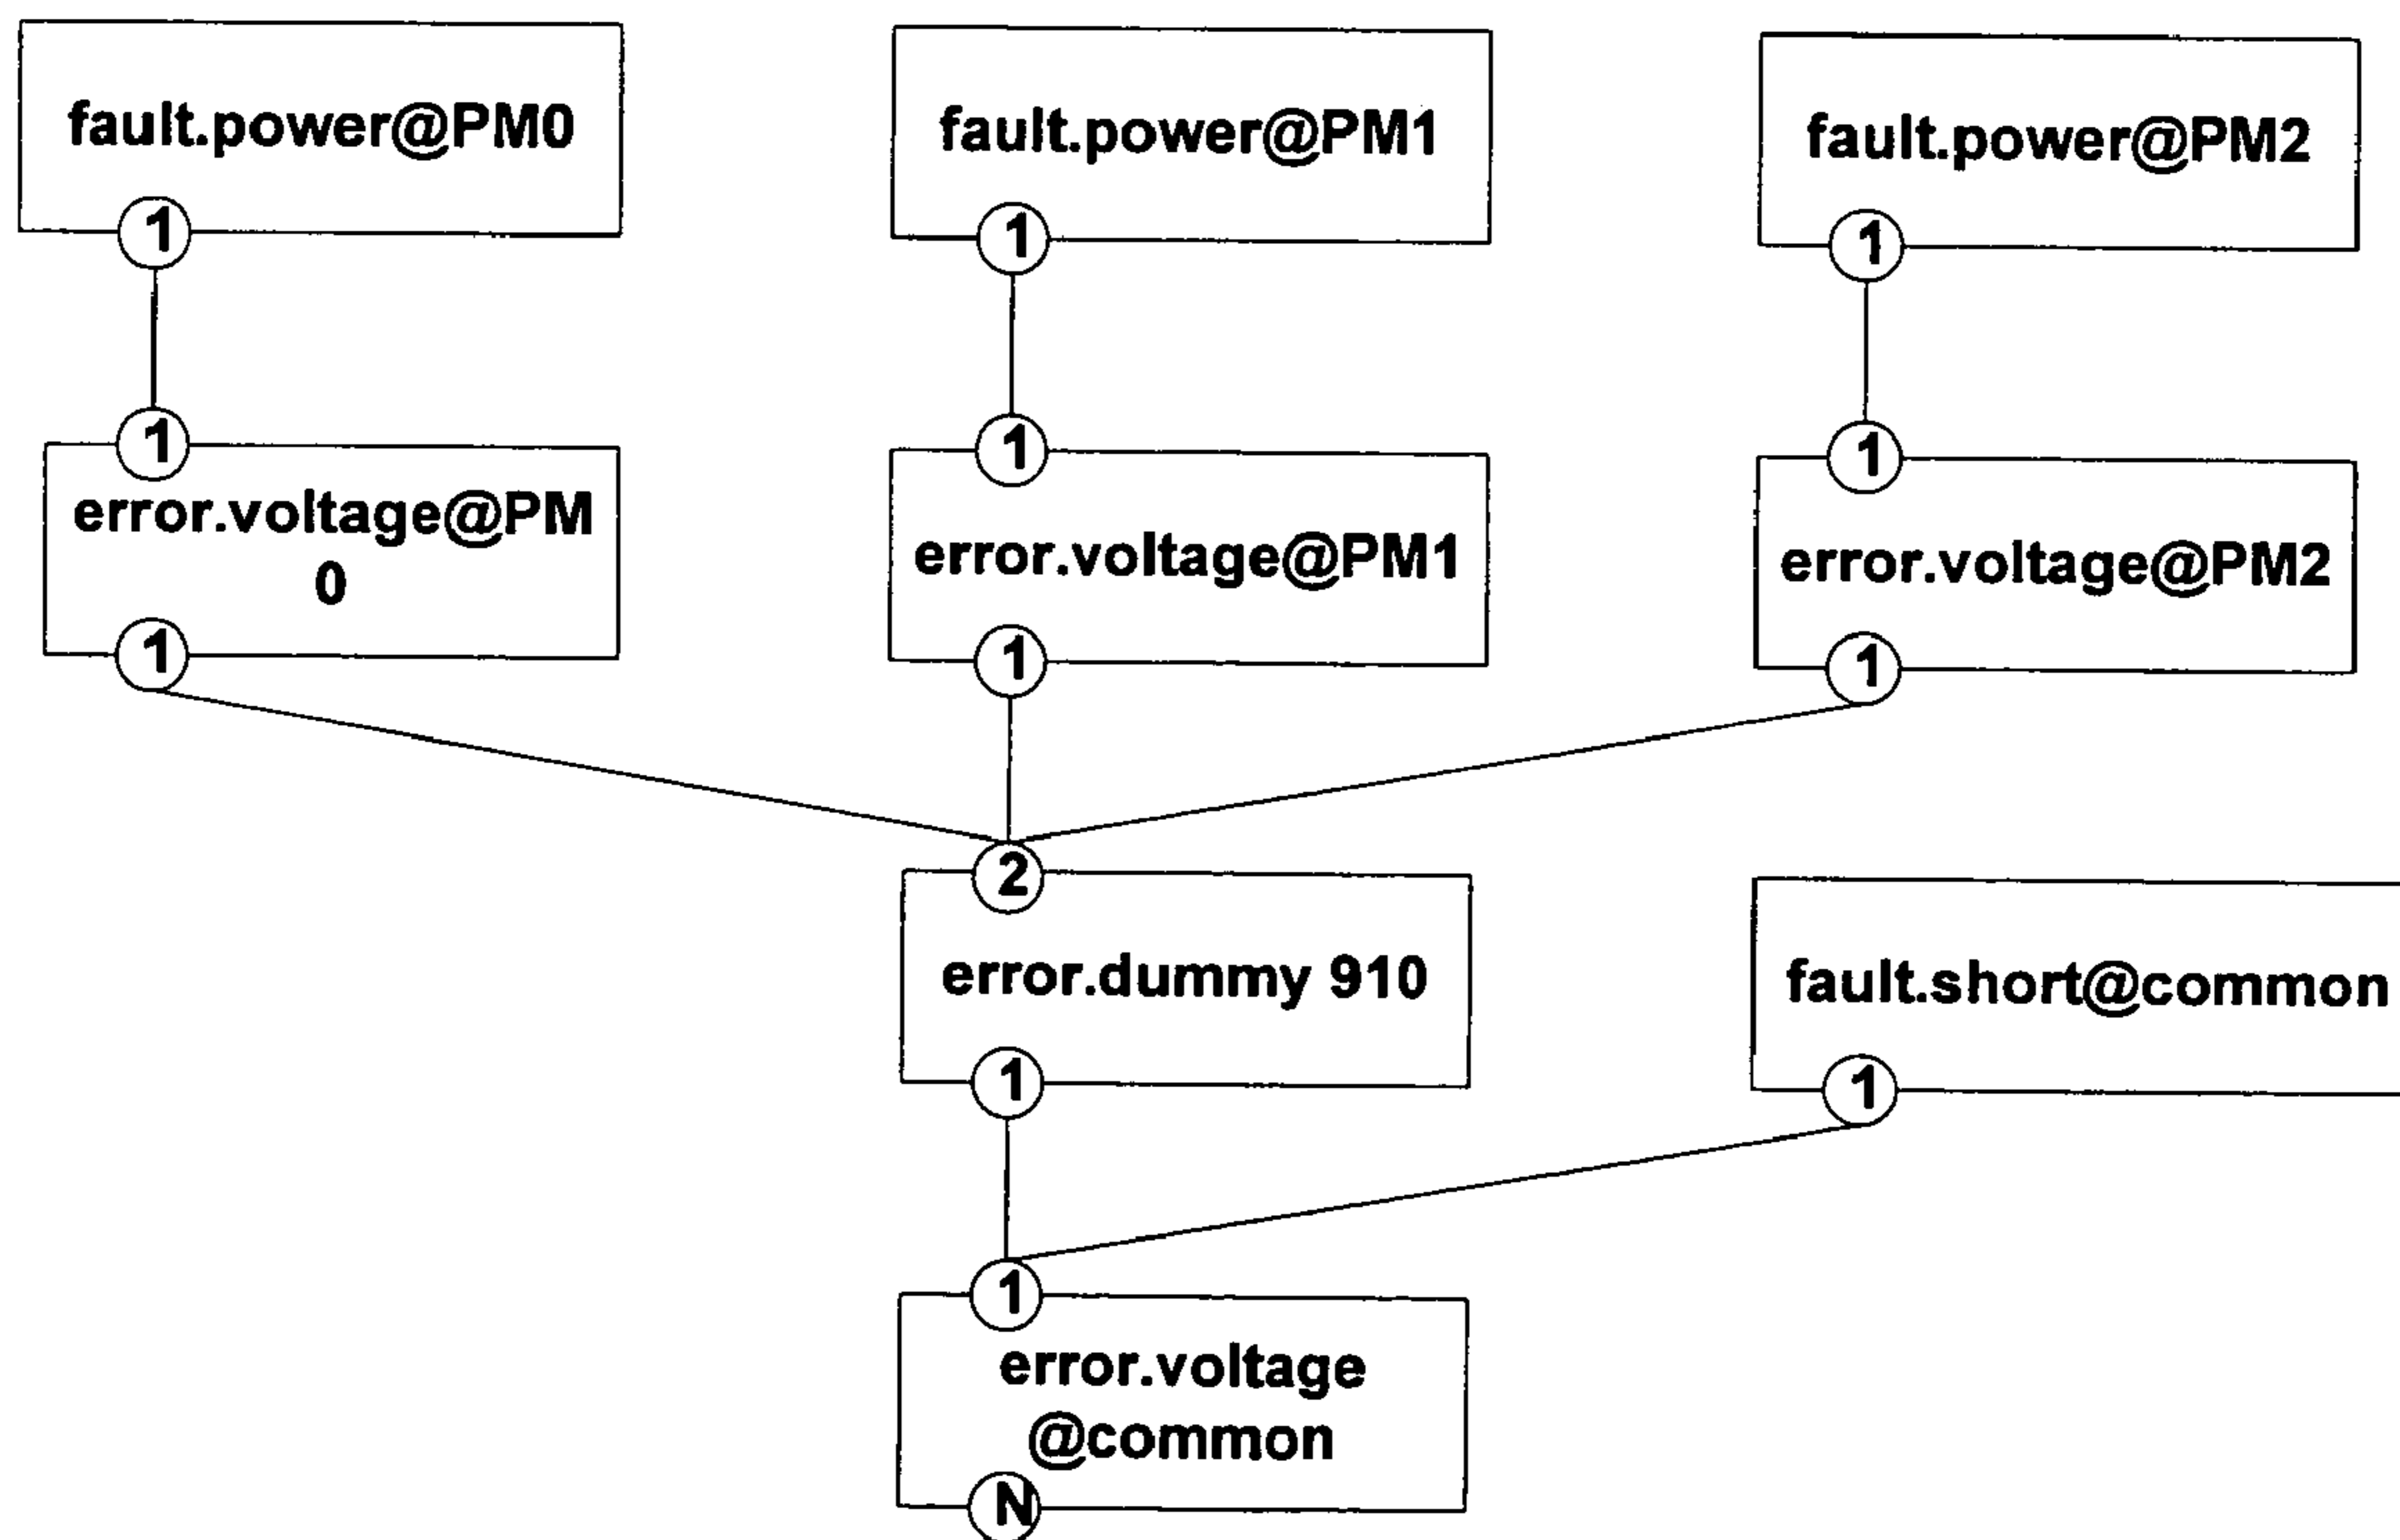 fault.power@PM0
fault.power@PM1
fault.power@PM2
1
1
1
1
1
1
error.voltage@PM
0
error.voltage@PM1
error.voltage@PM2
1
1
1
2
error.dummy 910
fault.short@common
1
1
1
error.voltage
@common
N